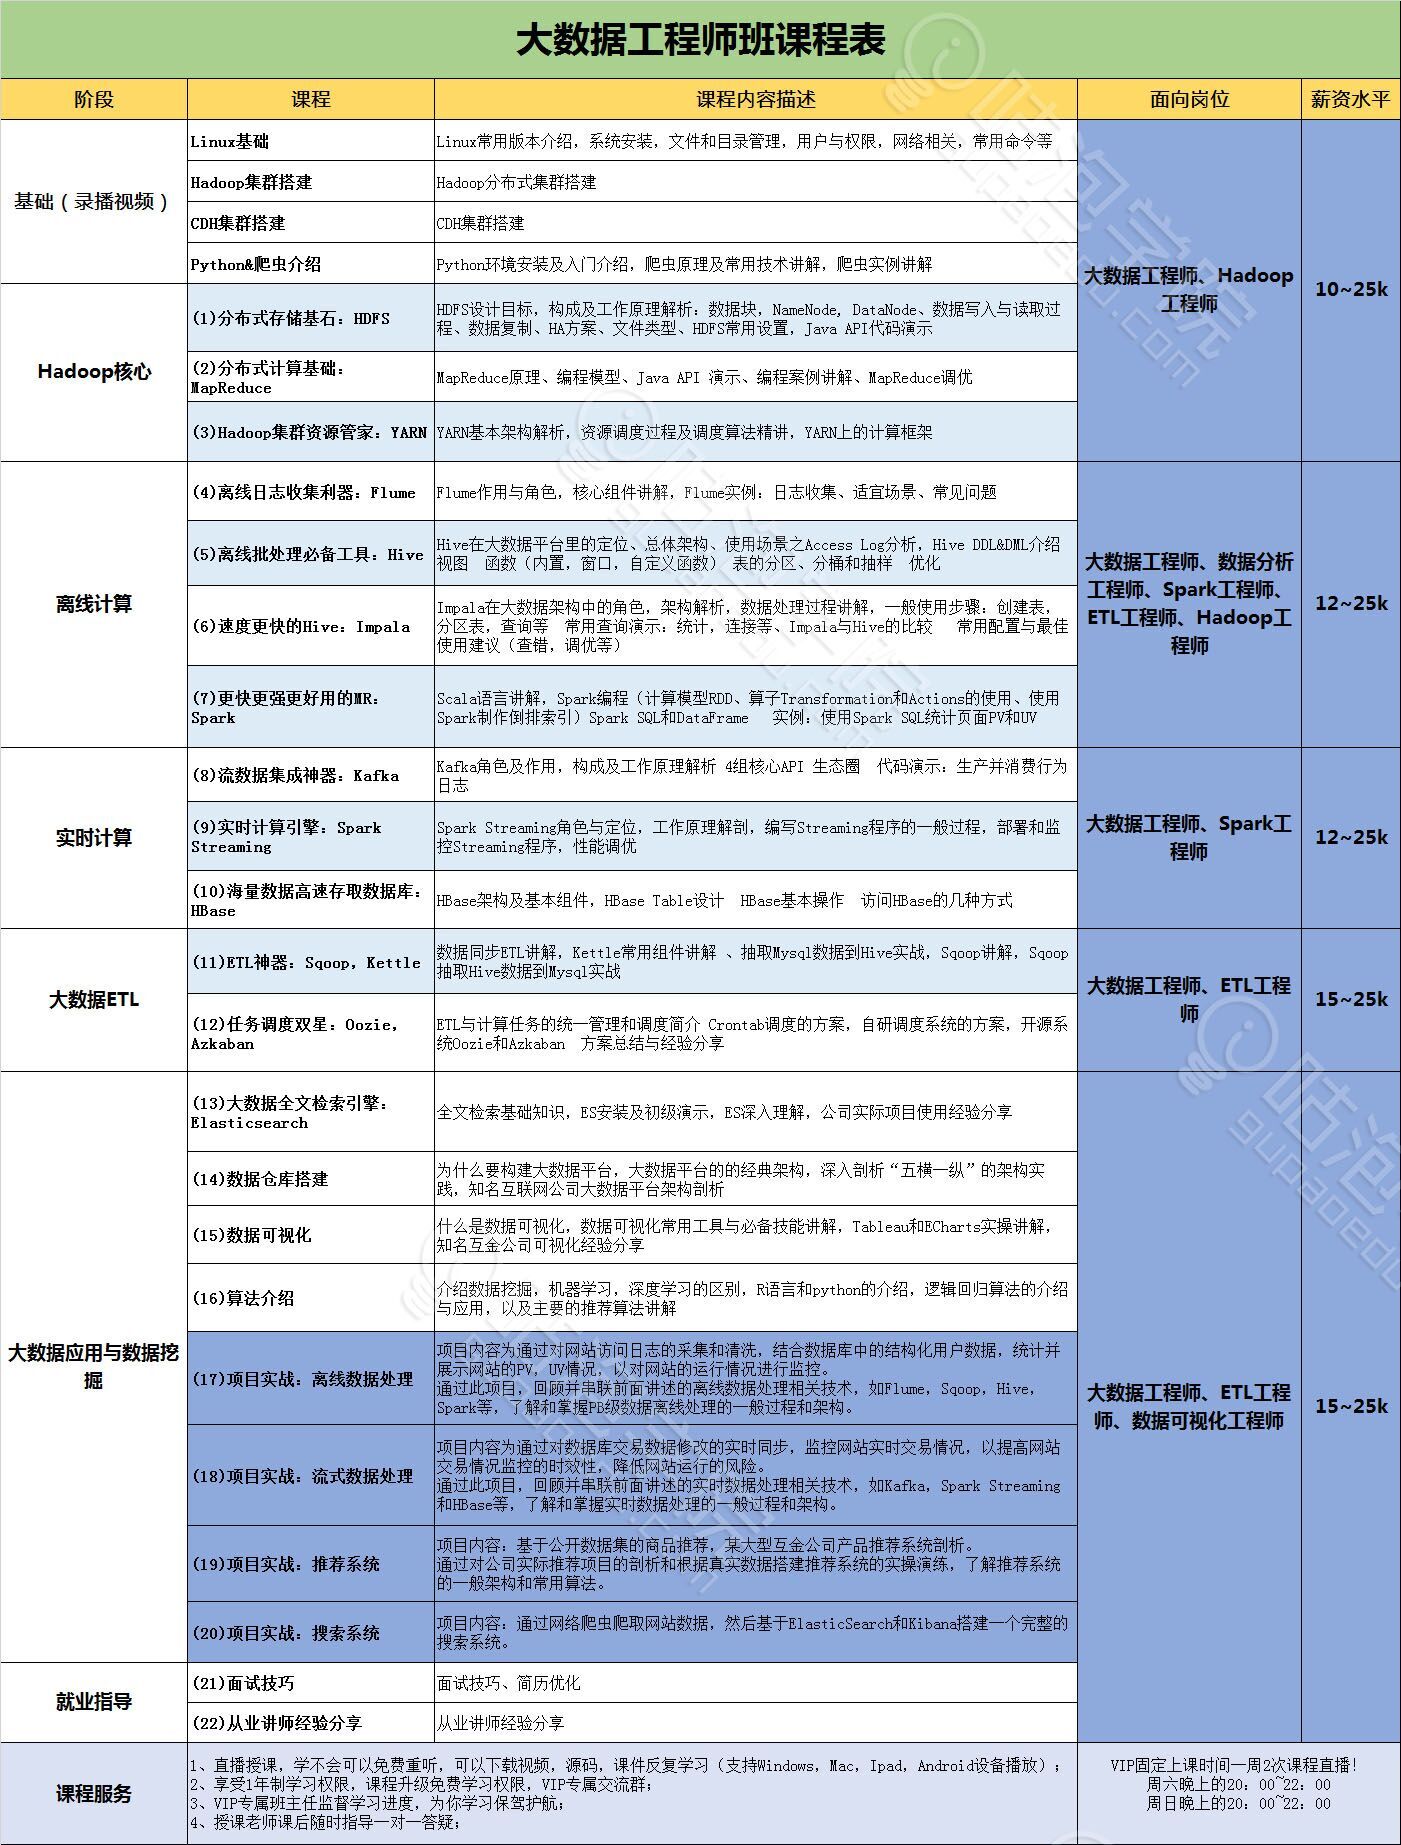 大数据工程师班课程表
阶段
课程
课程内容描述
面向岗位
薪资水平
基础（录播视频）
Linux基础
Linux常用版本介绍，系统安装，文件和目录管理，用户与权限，网络相关，常用命令等
Hadoop集群搭建
Hadoop分布式集群搭建
CDH集群搭建
CDH集群搭建
Python&爬虫介绍
Python环境安装及入门介绍，爬虫原理及常用技术讲解，爬虫实例讲解
大数据工程师、Hadoop
工程师
10~25k
Hadoop核心
(1)分布式存储基石：HDFS
HDFS设计目标，构成及工作原理解析：数据块，NameNode, DataNode、数据写入与读取过
程、数据复制、HA方案、文件类型、HDFS常用设置，Java API代码演示
(2)分布式计算基础：
MapReduce
MapReduce原理、编程模型、Java API 演示、编程案例讲解、MapReduce调优
(3)Hadoop集群资源管家：YARN
YARN基本架构解析，资源调度过程及调度算法精讲，YARN上的计算框架
离线计算
(4)离线日志收集利器：Flume
Flume作用与角色，核心组件讲解，Flume实例：日志收集、适宜场景、常见问题
(5)离线批处理必备工具：Hive
Hive在大数据平台里的定位、总体架构、使用场景之Access Log分析，Hive DDL&DML介绍
视图 函数（内置，窗口，自定义函数） 表的分区、分桶和抽样 优化
(6)速度更快的Hive：Impala
Impala在大数据架构中的角色，架构解析，数据处理过程讲解，一般使用步骤：创建表，
分区表，查询等 常用查询演示：统计，连接等、Impala与Hive的比较 常用配置与最佳
使用建议（查错，调优等）
(7)更快更强更好用的MR：
Spark
Scala语言讲解，Spark编程（计算模型RDD、算子Transformation和Actions的使用、使用
Spark制作倒排索引）Spark SQL和DataFrame 实例：使用Spark SQL统计页面PV和UV
大数据工程师、数据分析
工程师、Spark工程师、
ETL工程师、Hadoop工
程师
12~25k
实时计算
(8)流数据集成神器：Kafka
Kafka角色及作用，构成及工作原理解析 4组核心API 生态圈 代码演示：生产并消费行为
日志
(9)实时计算引擎：Spark
Streaming
Spark Streaming角色与定位，工作原理解剖，编写Streaming程序的一般过程，部署和监
控Streaming程序，性能调优
(10)海量数据高速存取数据库：
HBase
HBase架构及基本组件，HBase Table设计 HBase基本操作 访问HBase的几种方式
大数据工程师、Spark工
程师
12~25k
大数据ETL
(11)ETL神器：Sqoop，Kettle
数据同步ETL讲解，Kettle常用组件讲解 、抽取Mysql数据到Hive实战，Sqoop讲解，Sqoop
抽取Hive数据到Mysql实战
(12)任务调度双星：Oozie，
Azkaban
ETL与计算任务的统一管理和调度简介 Crontab调度的方案，自研调度系统的方案，开源系
统Oozie和Azkaban 方案总结与经验分享
大数据工程师、ETL工程
师
15~25k
大数据应用与数据挖
掘
(13)大数据全文检索引擎：
Elasticsearch
全文检索基础知识，ES安装及初级演示，ES深入理解，公司实际项目使用经验分享
(14)数据仓库搭建
为什么要构建大数据平台，大数据平台的的经典架构，深入剖析“五横一纵”的架构实
践，知名互联网公司大数据平台架构剖析
(15)数据可视化
什么是数据可视化，数据可视化常用工具与必备技能讲解，Tableau和ECharts实操讲解，
知名互金公司可视化经验分享
(16)算法介绍
介绍数据挖掘，机器学习，深度学习的区别，R语言和python的介绍，逻辑回归算法的介绍
与应用，以及主要的推荐算法讲解
(17)项目实战：离线数据处理
项目内容为通过对网站访问日志的采集和清洗，结合数据库中的结构化用户数据，统计并
展示网站的PV，UV情况，以对网站的运行情况进行监控。
通过此项目，回顾并串联前面讲述的离线数据处理相关技术，如Flume，Sqoop，Hive，
Spark等，了解和掌握PB级数据离线处理的一般过程和架构。
(18)项目实战：流式数据处理
项目内容为通过对数据库交易数据修改的实时同步，监控网站实时交易情况，以提高网站
交易情况监控的时效性，降低网站运行的风险。
通过此项目，回顾并串联前面讲述的实时数据处理相关技术，如Kafka，Spark Streaming
和HBase等，了解和掌握实时数据处理的一般过程和架构。
(19)项目实战：推荐系统
项目内容：基于公开数据集的商品推荐，某大型互金公司产品推荐系统剖析。
通过对公司实际推荐项目的剖析和根据真实数据搭建推荐系统的实操演练，了解推荐系统
的一般架构和常用算法。
(20)项目实战：搜索系统
项目内容：通过网络爬虫爬取网站数据，然后基于ElasticSearch和Kibana搭建一个完整的
搜索系统。
大数据工程师、ETL工程
师、数据可视化工程师
15~25k
就业指导
(21)面试技巧
面试技巧、简历优化
(22)从业讲师经验分享
从业讲师经验分享
课程服务
1、直播授课，学不会可以免费重听，可以下载视频，源码，课件反复学习（支持Windows，Mac，Ipad，Android设备播放）；
2、享受1年制学习权限，课程升级免费学习权限，VIP专属交流群；
3、VIP专属班主任监督学习进度，为你学习保驾护航；
4、授课老师课后随时指导一对一答疑；
VIP固定上课时间一周2次课程直播！
周六晚上的20：00~22：00
周日晚上的20：00~22：00
咕泡学院
gupaoedu.com